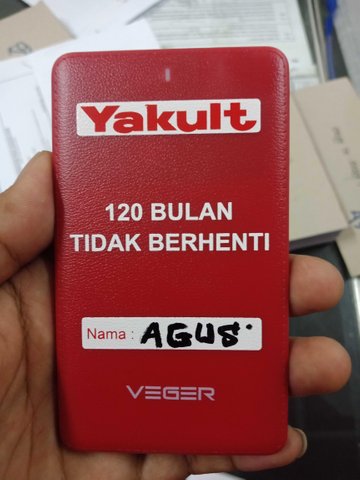 Yakult
120 BULAN
TIDAK BERHENTI
Nama : AGUS
VEGER